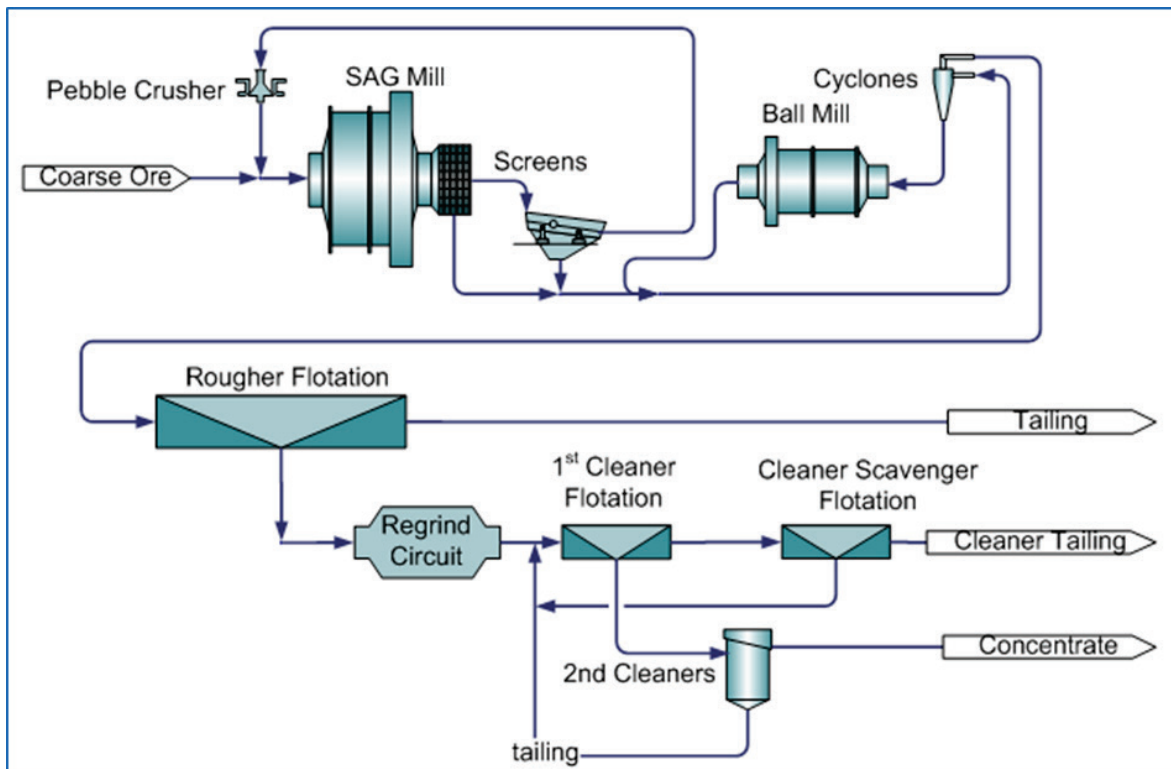 Pebble Crusher
SAG Mill
Cyclones
Ball Mill
Coarse Ore
Screens
Rougher Flotation
Tailing
1st Cleaner
Flotation
Cleaner Scavenger
Flotation
Regrind
Circuit
Cleaner Tailing
Concentrate
2nd Cleaners
tailing